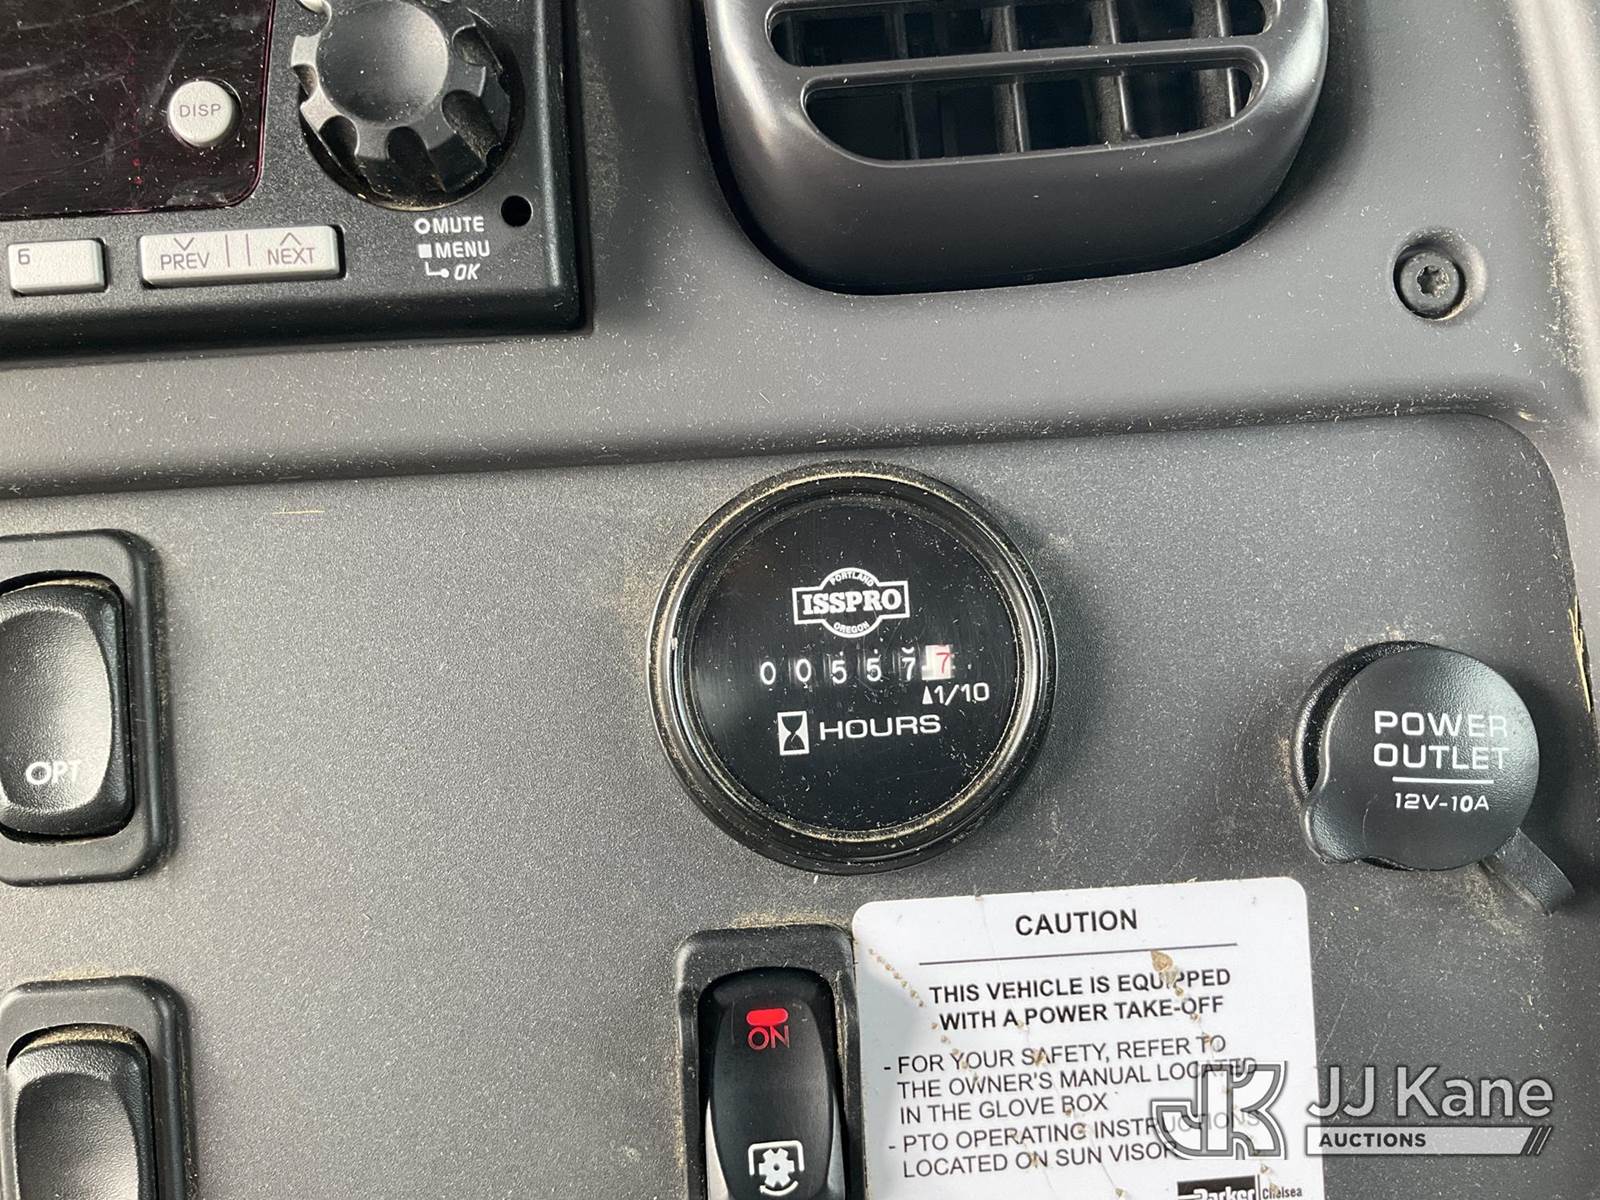 DISP
6
PREV
NEXT
MUTE
MENU
OK
PORTLAND
ISSPRO
OREGON
0 0 5 5 7 7
1/10
HOURS
OPT
POWER
OUTLET
12V-10A
CAUTION
THIS VEHICLE IS EQUIPPED
WITH A POWER TAKE-OFF
- FOR YOUR SAFETY, REFER TO
THE OWNER'S MANUAL LOCATED
IN THE GLOVE BOX
- PTO OPERATING INSTRUCTIONS
LOCATED ON SUN VISOR
Parker Chelsea
ON
JK
JJ Kane
AUCTIONS